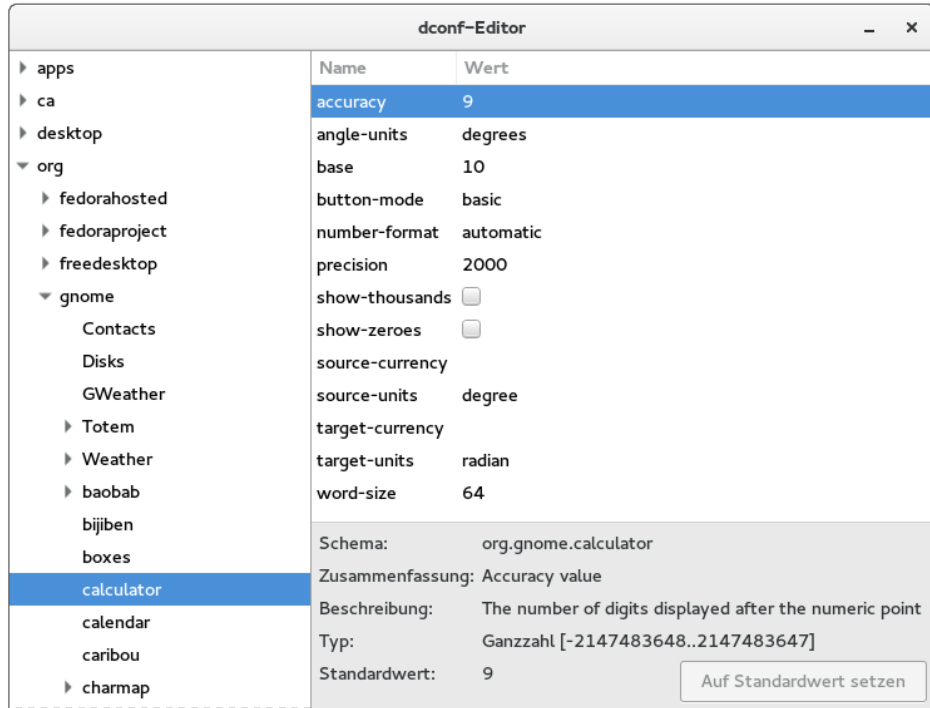 dconf-Editor
apps
ca
desktop
org
fedorahosted
fedoraproject
freedesktop
gnome
Contacts
Disks
GWeather
Totem
Weather
baobab
bijiben
boxes
calculator
calendar
caribou
charmap
Name Wert
accuracy 9
angle-units degrees
base 10
button-mode basic
number-format automatic
precision 2000
show-thousands
show-zeroes
source-currency
source-units degree
target-currency
target-units radian
word-size 64
Schema: org.gnome.calculator
Zusammenfassung: Accuracy value
Beschreibung: The number of digits displayed after the numeric point
Typ: Ganzzahl [-2147483648..2147483647]
Standardwert: 9
Auf Standardwert setzen